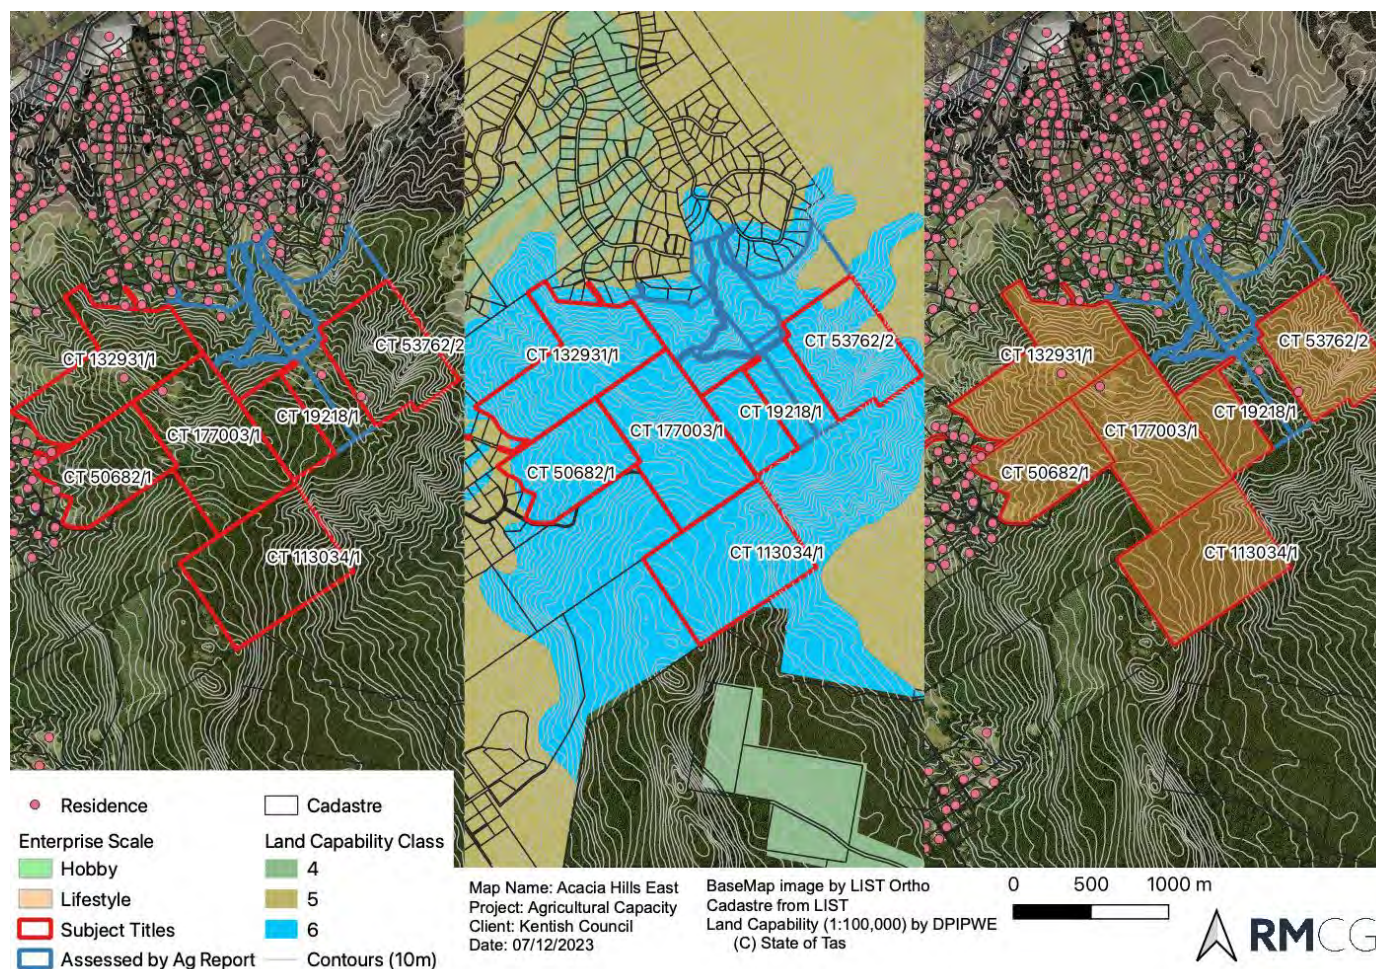 CT 132931/1
CT 53762/2
CT 19218/1
CT 177003/1
CT 50682/1
CT 113034/1
CT 132931/1
CT 53762/2
CT 19218/1
CT 177003/1
CT 50682/1
CT 113034/1
CT 132931/1
CT 53762/2
CT 19218/1
CT 177003/1
CT 50682/1
CT 113034/1
Residence
Enterprise Scale
Hobby
Lifestyle
Subject Titles
Assessed by Ag Report
Cadastre
Land Capability Class
4
5
6
Contours (10m)
Map Name: Acacia Hills East
Project: Agricultural Capacity
Client: Kentish Council
Date: 07/12/2023
BaseMap image by LIST Ortho
Cadastre from LIST
Land Capability (1:100,000) by DPIPWE
(C) State of Tas
0 500 1000 m
RMCG